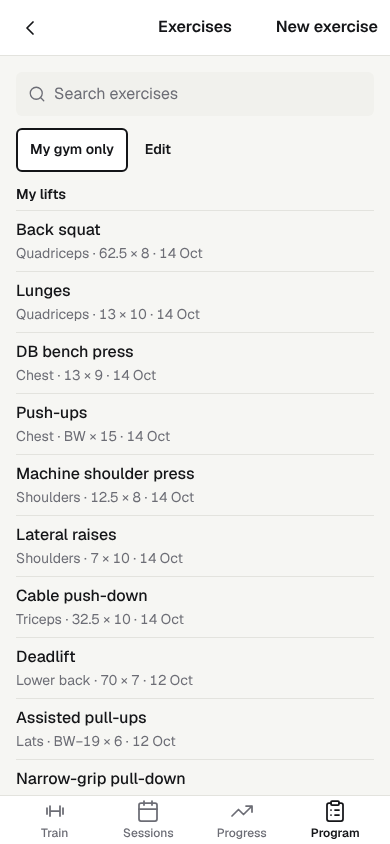 Exercises
New exercise
Search exercises
My gym only
Edit
My lifts
Back squat
Quadriceps · 62.5 × 8 · 14 Oct
Lunges
Quadriceps · 13 × 10 · 14 Oct
DB bench press
Chest · 13 × 9 · 14 Oct
Push-ups
Chest · BW × 15 · 14 Oct
Machine shoulder press
Shoulders · 12.5 × 8 · 14 Oct
Lateral raises
Shoulders · 7 × 10 · 14 Oct
Cable push-down
Triceps · 32.5 × 10 · 14 Oct
Deadlift
Lower back · 70 × 7 · 12 Oct
Assisted pull-ups
Lats · BW−19 × 6 · 12 Oct
Narrow-grip pull-down
Train
Sessions
Progress
Program